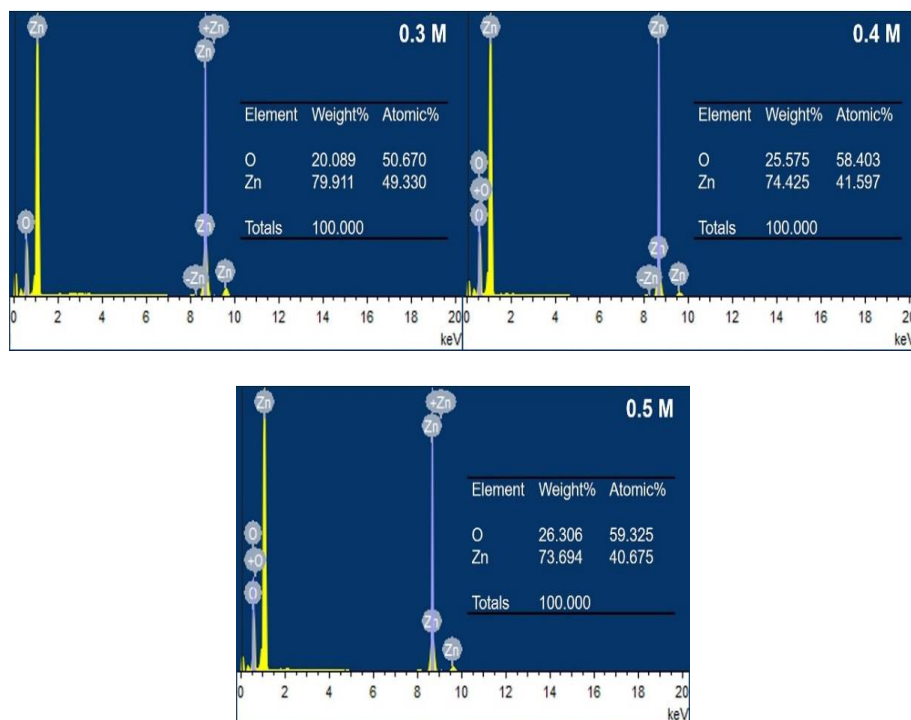 Zn
+Zn
0.3 M
Zn
Element Weight% Atomic%
O 20.089 50.670
Zn 79.911 49.330
O
Zn
Totals 100.000
-Zn
Zn
0 2 4 6 8 10 12 14 16 18 20
keV
Zn
Zn
0.4 M
Element Weight% Atomic%
O
O 25.575 58.403
+O
Zn 74.425 41.597
O
Totals 100.000
Zn
-Zn
Zn
0 2 4 6 8 10 12 14 16 18 20
keV
Zn
+Zn
0.5 M
Zn
Element Weight% Atomic%
O
O 26.306 59.325
+O
Zn 73.694 40.675
O
Totals 100.000
Zn
Zn
0 2 4 6 8 10 12 14 16 18 20
keV